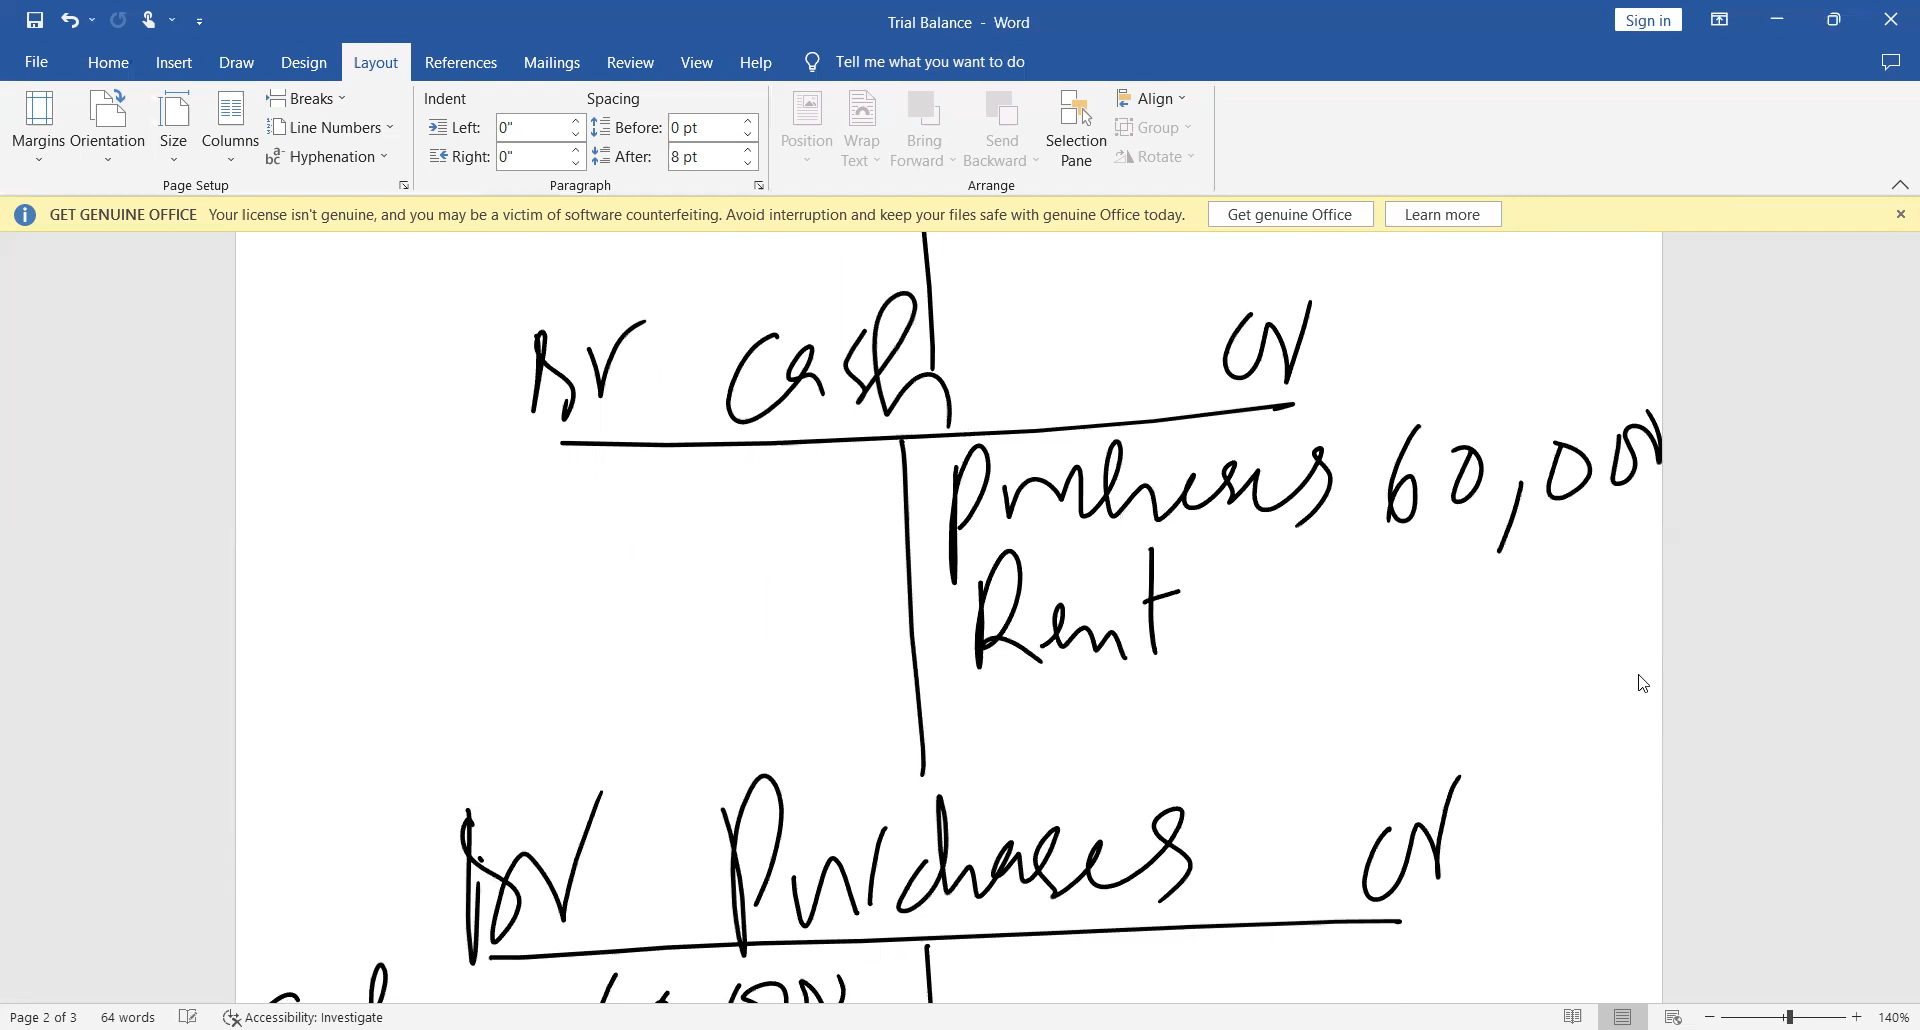 Trial Balance - Word
Sign in
File Home Insert Draw Design Layout References Mailings Review View Help Tell me what you want to do
Margins Orientation Size Columns
Breaks
Line Numbers
Hyphenation
Page Setup
Indent Spacing
Left: 0" Before: 0 pt
Right: 0" After: 8 pt
Paragraph
Position Wrap Text Bring Forward Send Backward Selection Pane
Align
Group
Rotate
Arrange
GET GENUINE OFFICE Your license isn't genuine, and you may be a victim of software counterfeiting. Avoid interruption and keep your files safe with genuine Office today. Get genuine Office Learn more
Dr Cash Cr
Purchases 60,000
Rent
Dr Purchases Cr
Page 2 of 3 64 words Accessibility: Investigate 140%